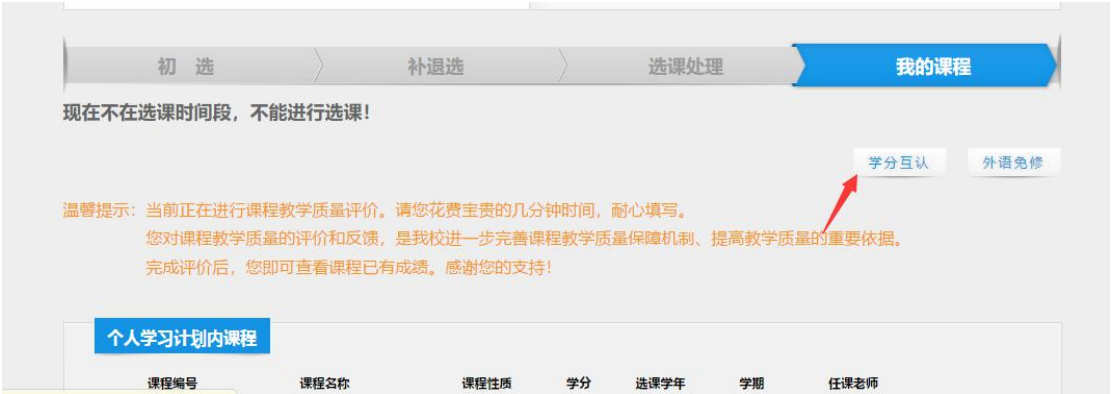 初 选 补退选 选课处理 我的课程
现在不在选课时间段，不能进行选课！
学分互认 外语免修
温馨提示：当前正在进行课程教学质量评价。请您花费宝贵的几分钟时间，耐心填写。
您对课程教学质量的评价和反馈，是我校进一步完善课程教学质量保障机制、提高教学质量的重要依据。
完成评价后，您即可查看课程已有成绩。感谢您的支持！
个人学习计划内课程
课程编号 课程名称 课程性质 学分 选课学年 学期 任课老师